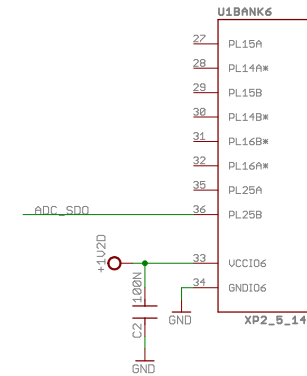 U1BANK6
27 PL15A
28 PL14A*
29 PL15B
30 PL14B*
31 PL16B*
32 PL16A*
35 PL25A
ADC_SDO 36 PL25B
+1V2D 33 VCCIO6
100N 34 GNDIO6
C2 GND XP2_5_14
GND